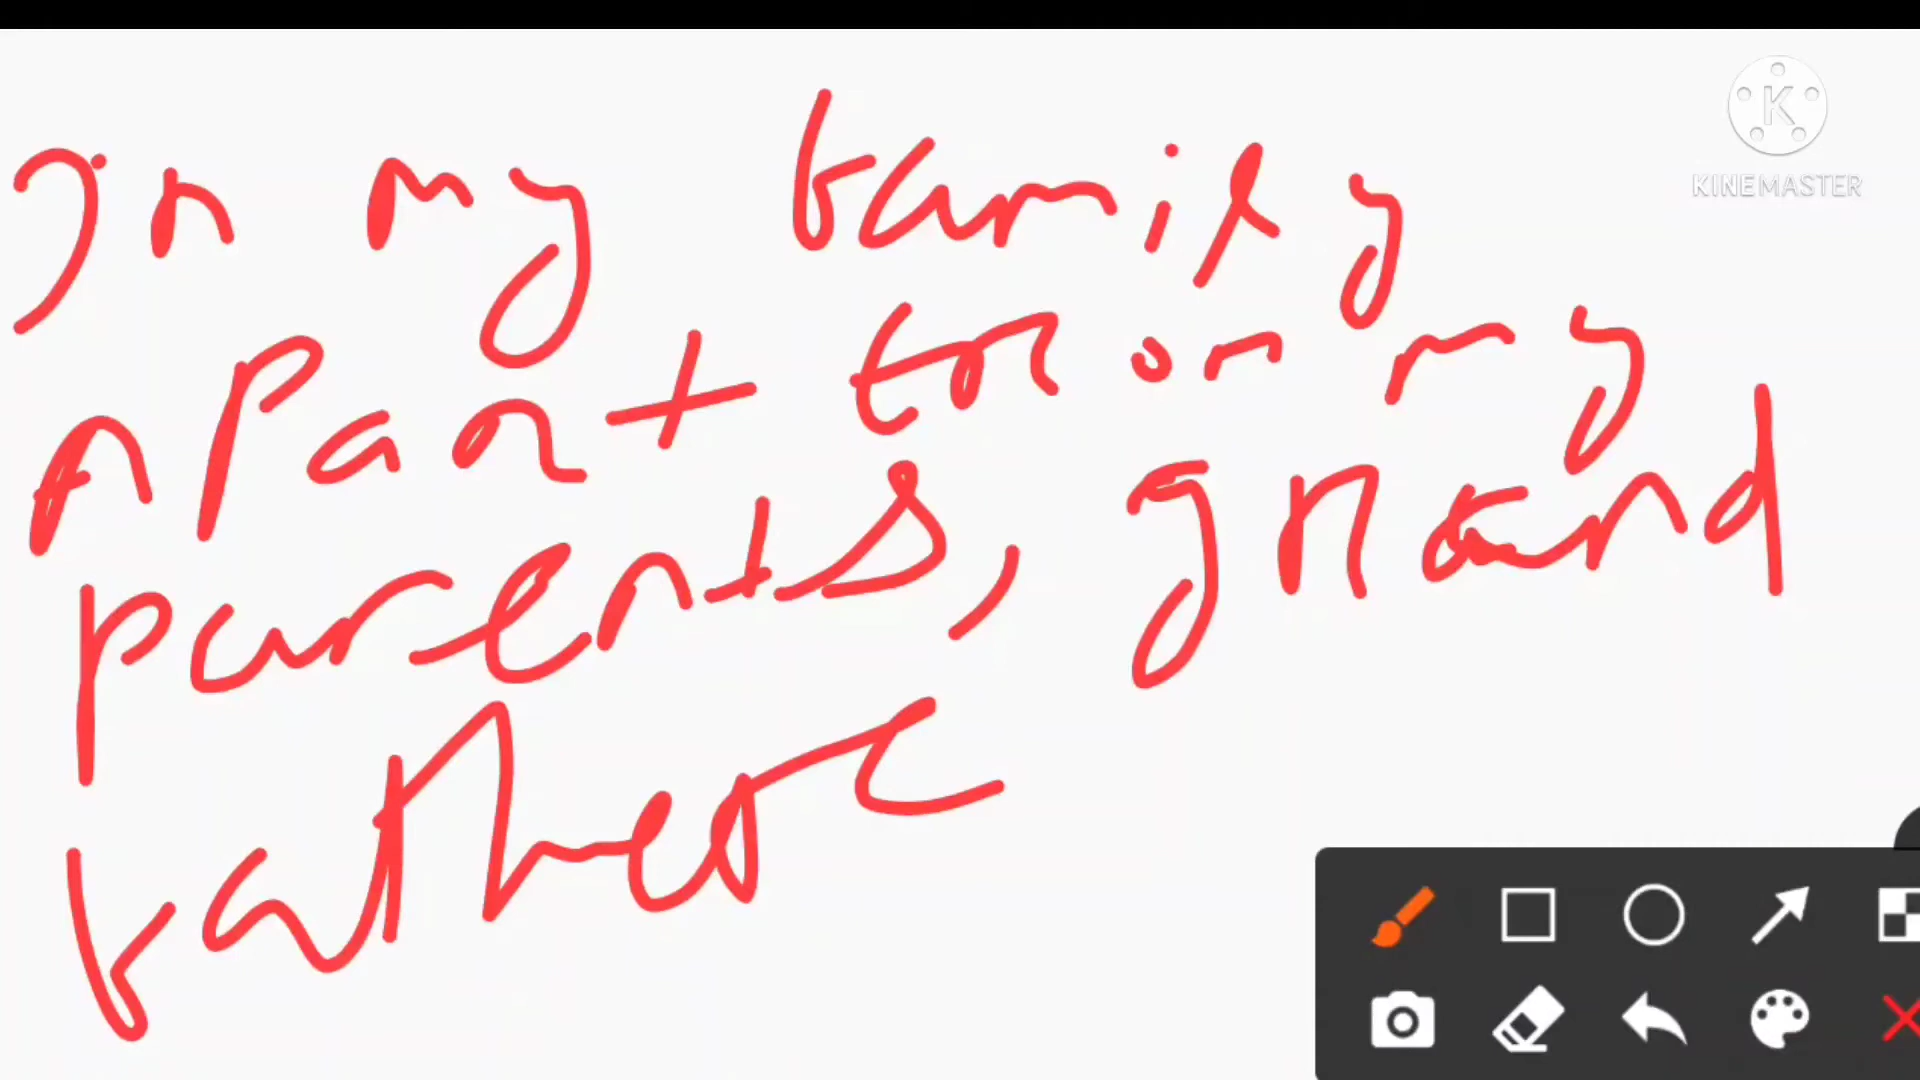 In my family
apart from my
parents, grand
father
KINEMASTER